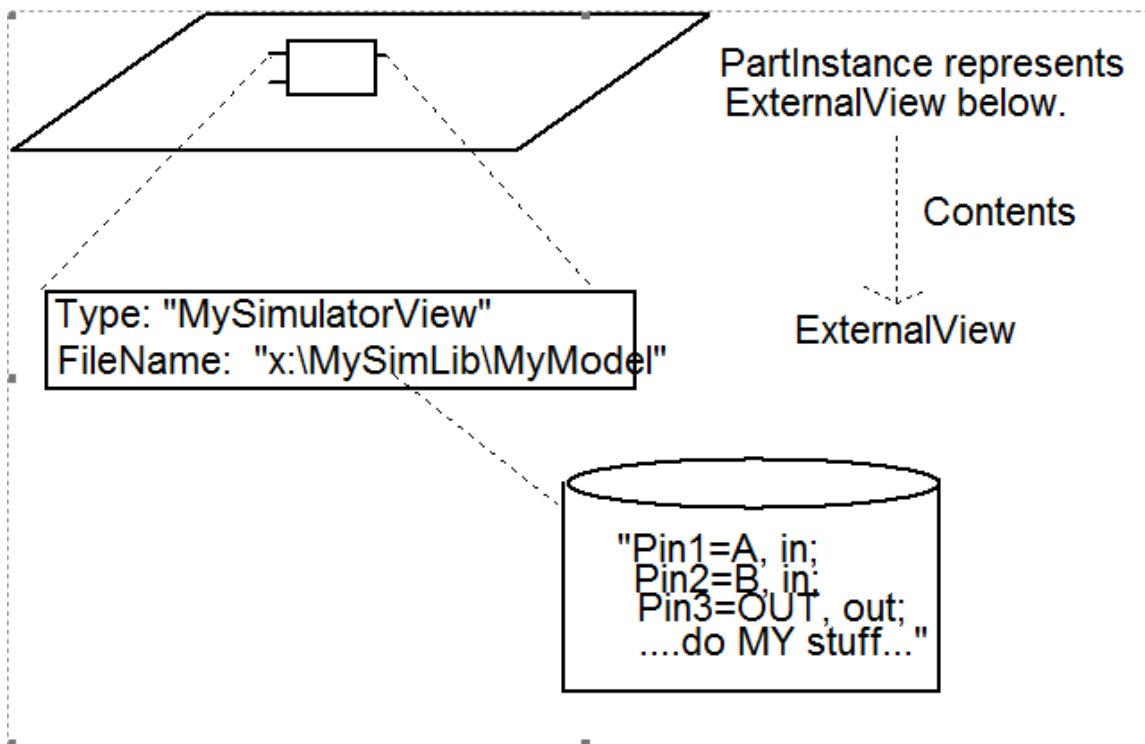 PartInstance represents
ExternalView below.
Contents
ExternalView
Type: "MySimulatorView"
FileName:  "x:\MySimLib\MyModel"
"Pin1=A, in;
Pin2=B, in;
Pin3=OUT, out;
....do MY stuff..."